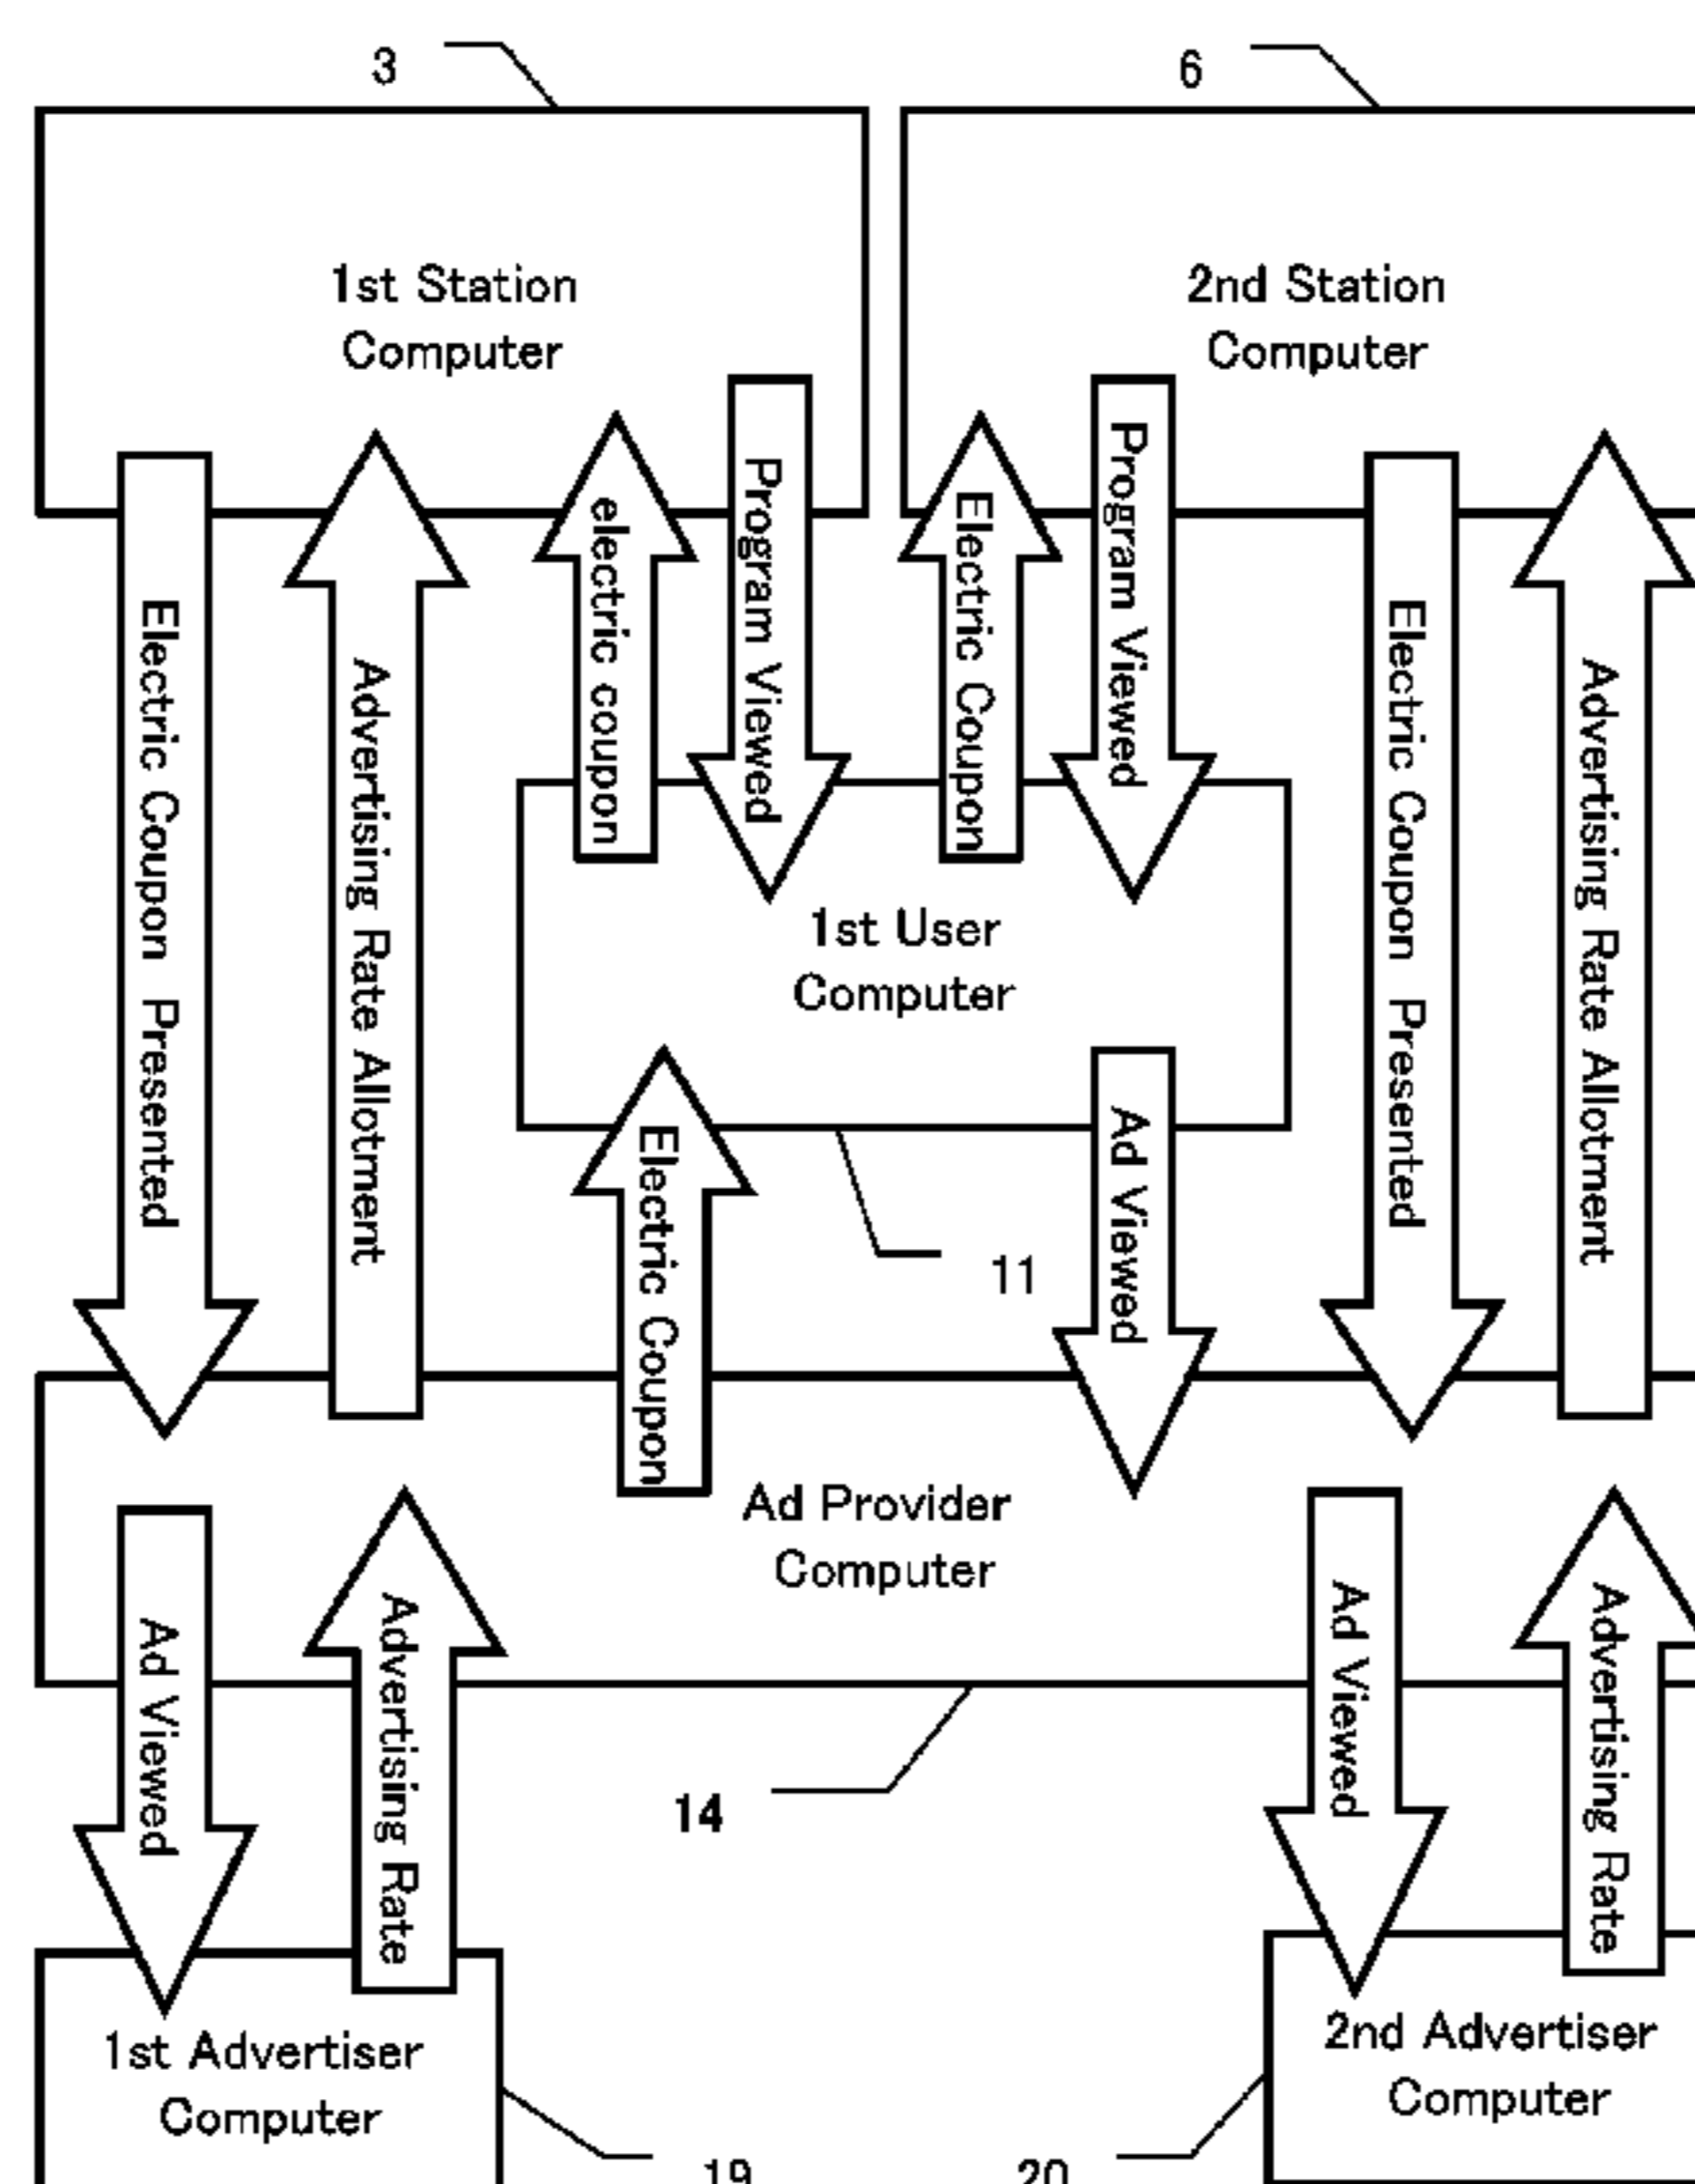 3
6
1st Station
Computer
2nd Station
Computer
Electric Coupon Presented
Advertising Rate Allotment
electric coupon
Program Viewed
Electric Coupon
Program Viewed
Electric Coupon Presented
Advertising Rate Allotment
1st User
Computer
Electric Coupon
Ad Viewed
11
Ad Provider
Computer
Ad Viewed
Advertising Rate
Ad Viewed
Advertising Rate
14
1st Advertiser
Computer
2nd Advertiser
Computer
19
20